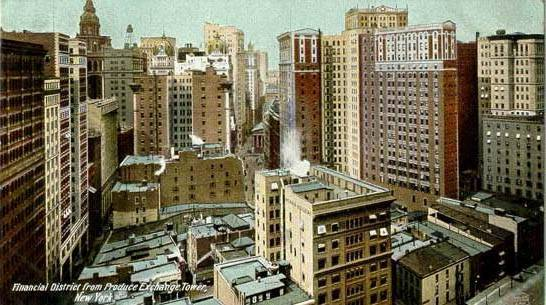 Financial District from Produce Exchange Tower,
New York.